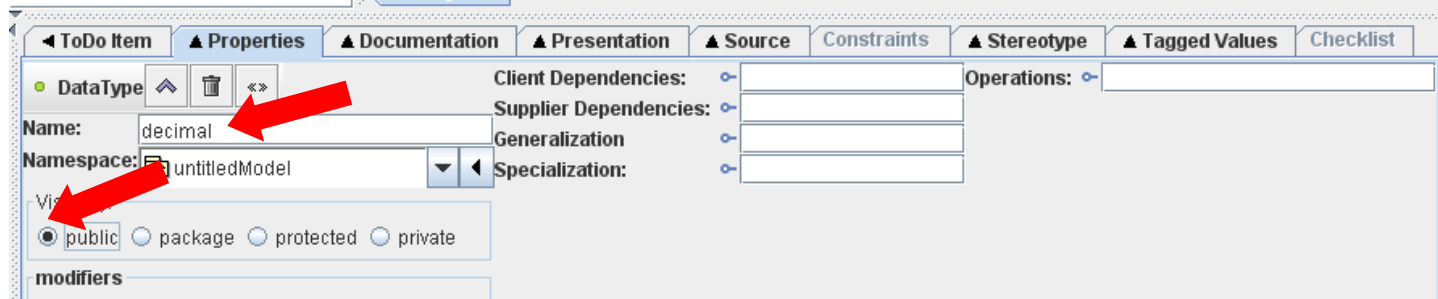 ToDo Item Properties Documentation Presentation Source Constraints Stereotype Tagged Values Checklist
DataType «»
Name: decimal
Namespace: untitledModel
public package protected private
modifiers
Client Dependencies:
Supplier Dependencies:
Generalization
Specialization:
Operations: